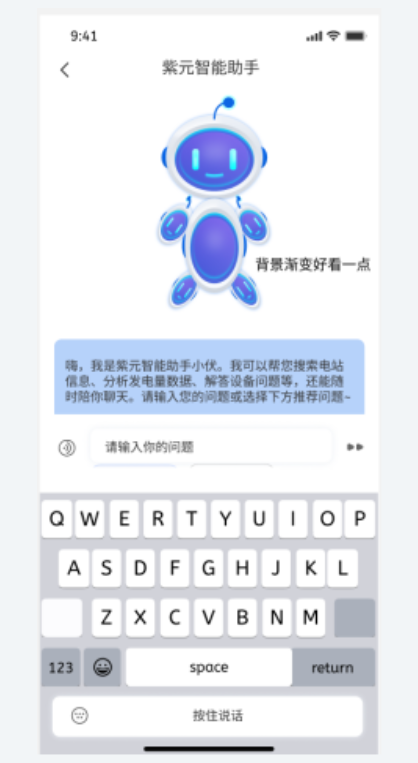 9:41
紫元智能助手
背景渐变好看一点
嗨，我是紫元智能助手小伏。我可以帮您搜索电站
信息、分析发电量数据、解答设备问题等，还能随
时陪你聊天。请输入您的问题或选择下方推荐问题~
请输入你的问题
Q W E R T Y U I O P
A S D F G H J K L
Z X C V B N M
123 space return
按住说话